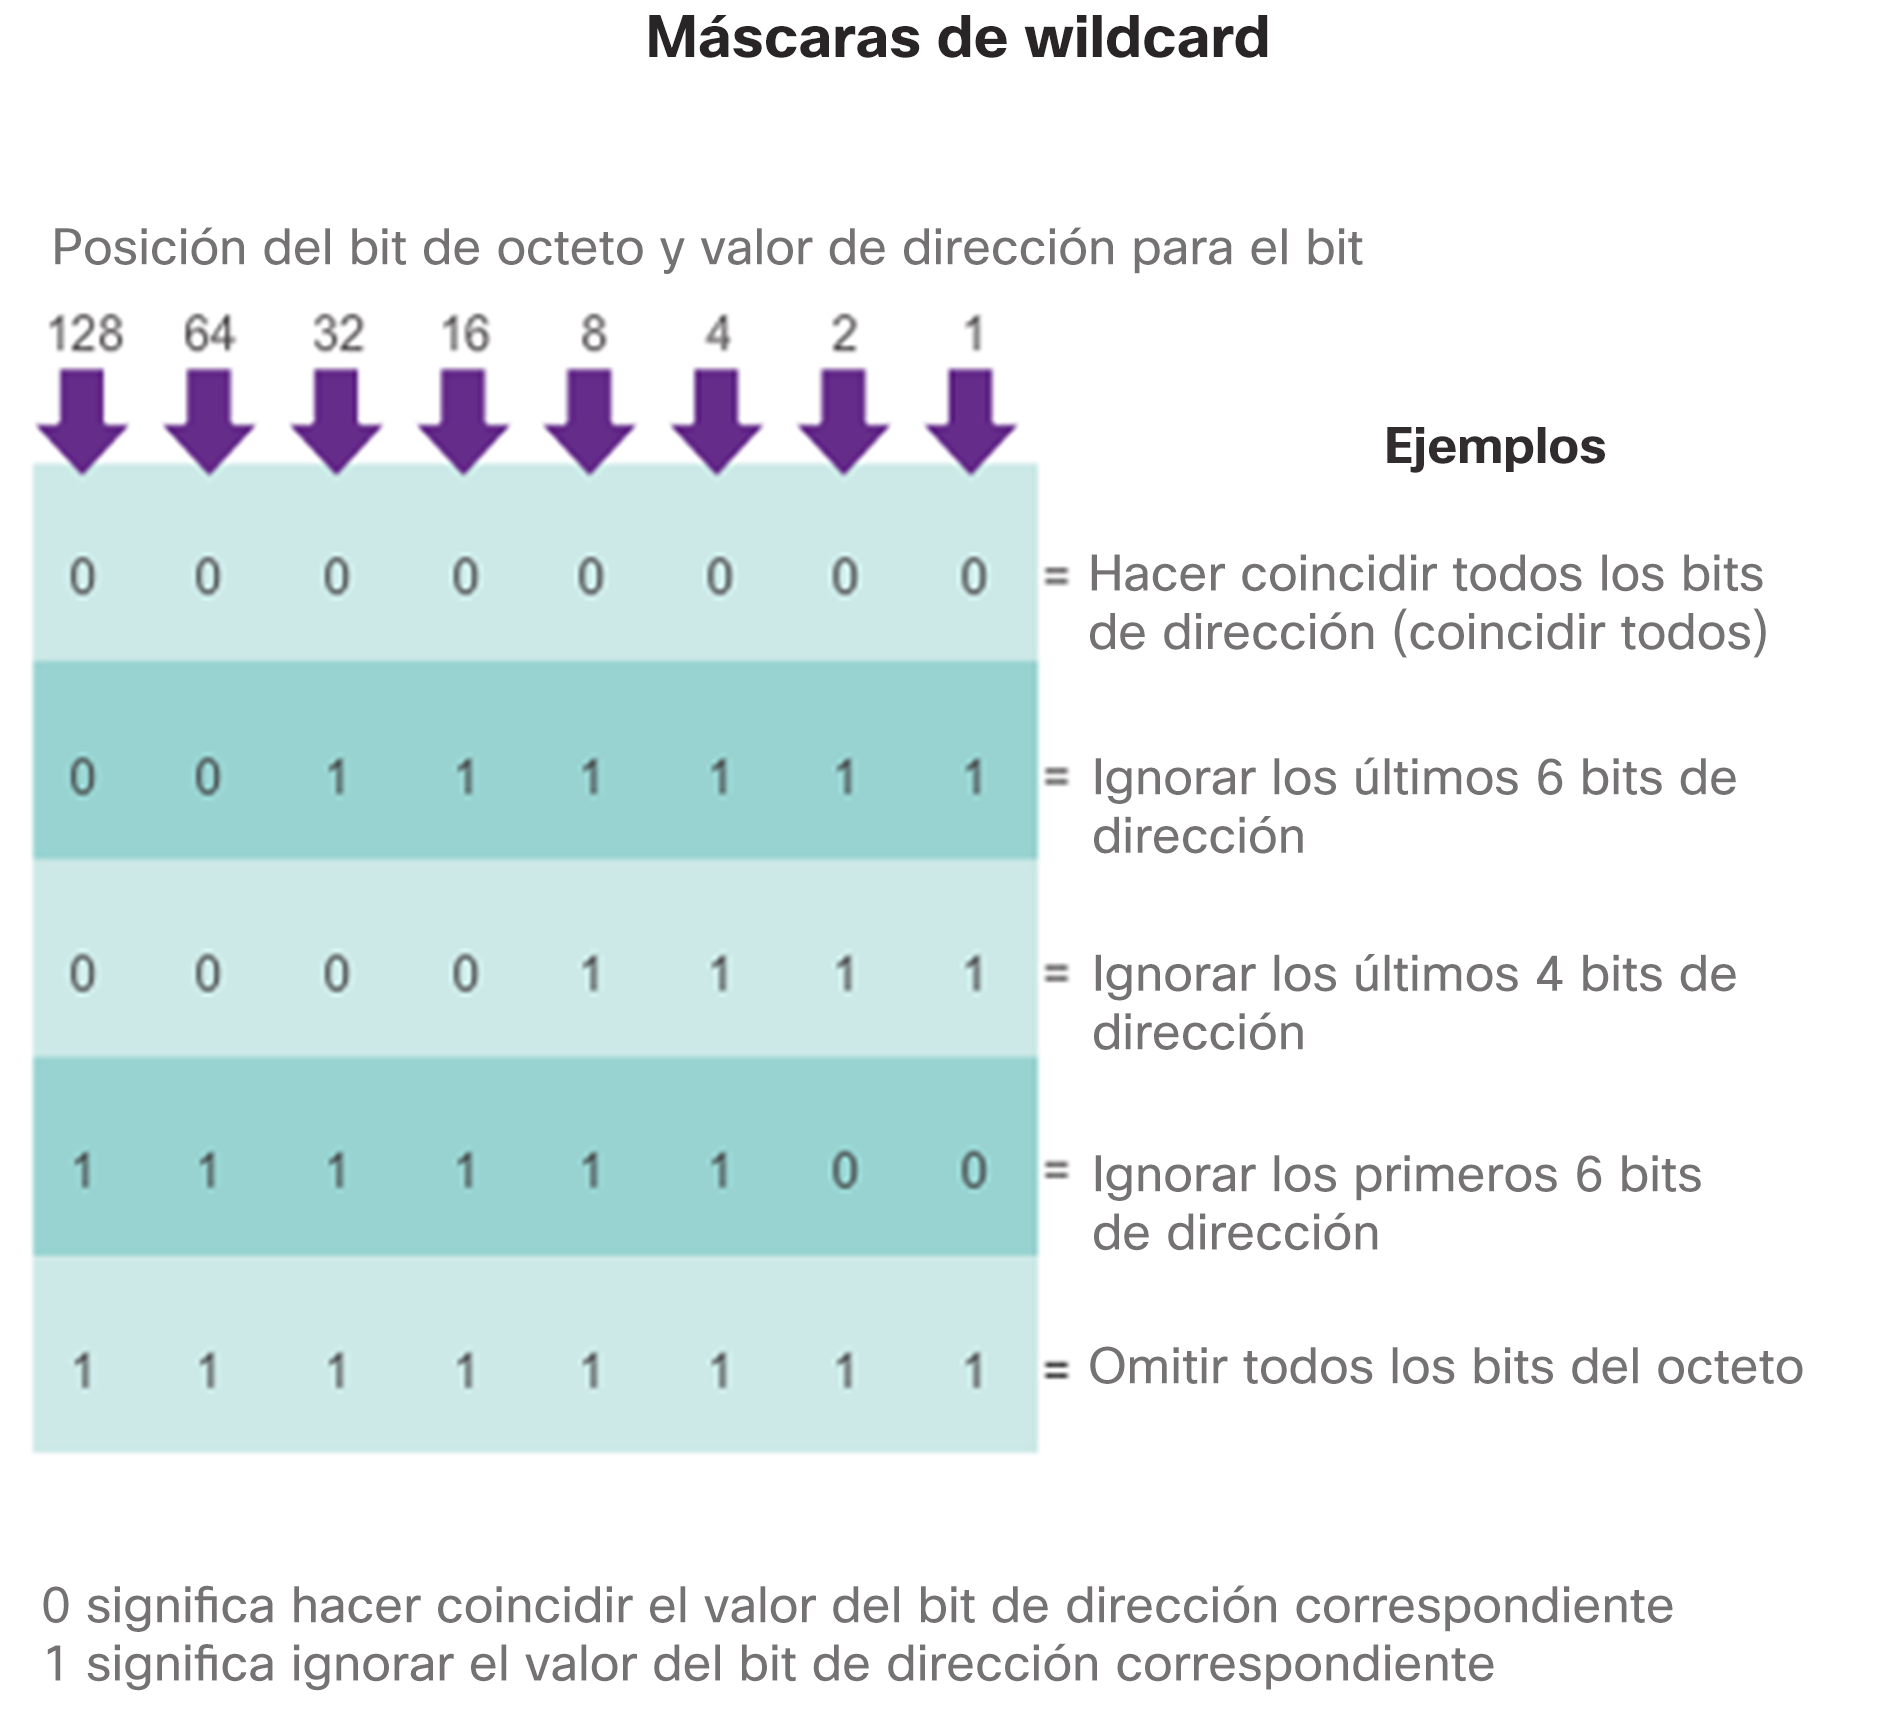 Máscaras de wildcard
Posición del bit de octeto y valor de dirección para el bit
128 64 32 16 8 4 2 1
Ejemplos
0 0 0 0 0 0 0 0 = Hacer coincidir todos los bits
de dirección (coincidir todos)
0 0 1 1 1 1 1 1 = Ignorar los últimos 6 bits de
dirección
0 0 0 0 1 1 1 1 = Ignorar los últimos 4 bits de
dirección
1 1 1 1 1 1 0 0 = Ignorar los primeros 6 bits
de dirección
1 1 1 1 1 1 1 1 = Omitir todos los bits del octeto
0 significa hacer coincidir el valor del bit de dirección correspondiente
1 significa ignorar el valor del bit de dirección correspondiente